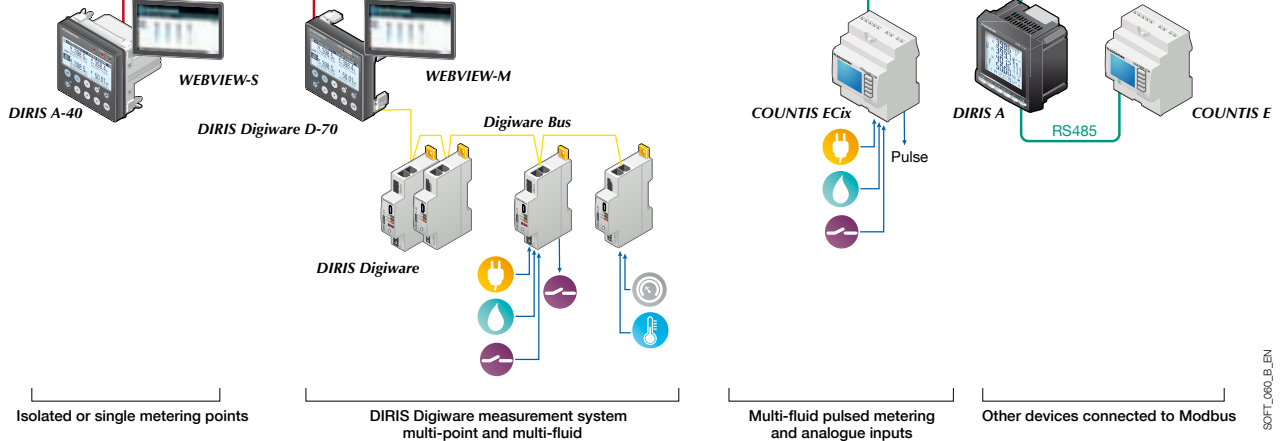 WEBVIEW-S
WEBVIEW-M
DIRIS A-40
DIRIS Digiware D-70
Digiware Bus
COUNTIS ECix
DIRIS A
COUNTIS E
RS485
Pulse
DIRIS Digiware
Isolated or single metering points
DIRIS Digiware measurement system
multi-point and multi-fluid
Multi-fluid pulsed metering
and analogue inputs
Other devices connected to Modbus
SOFT_060_B_EN